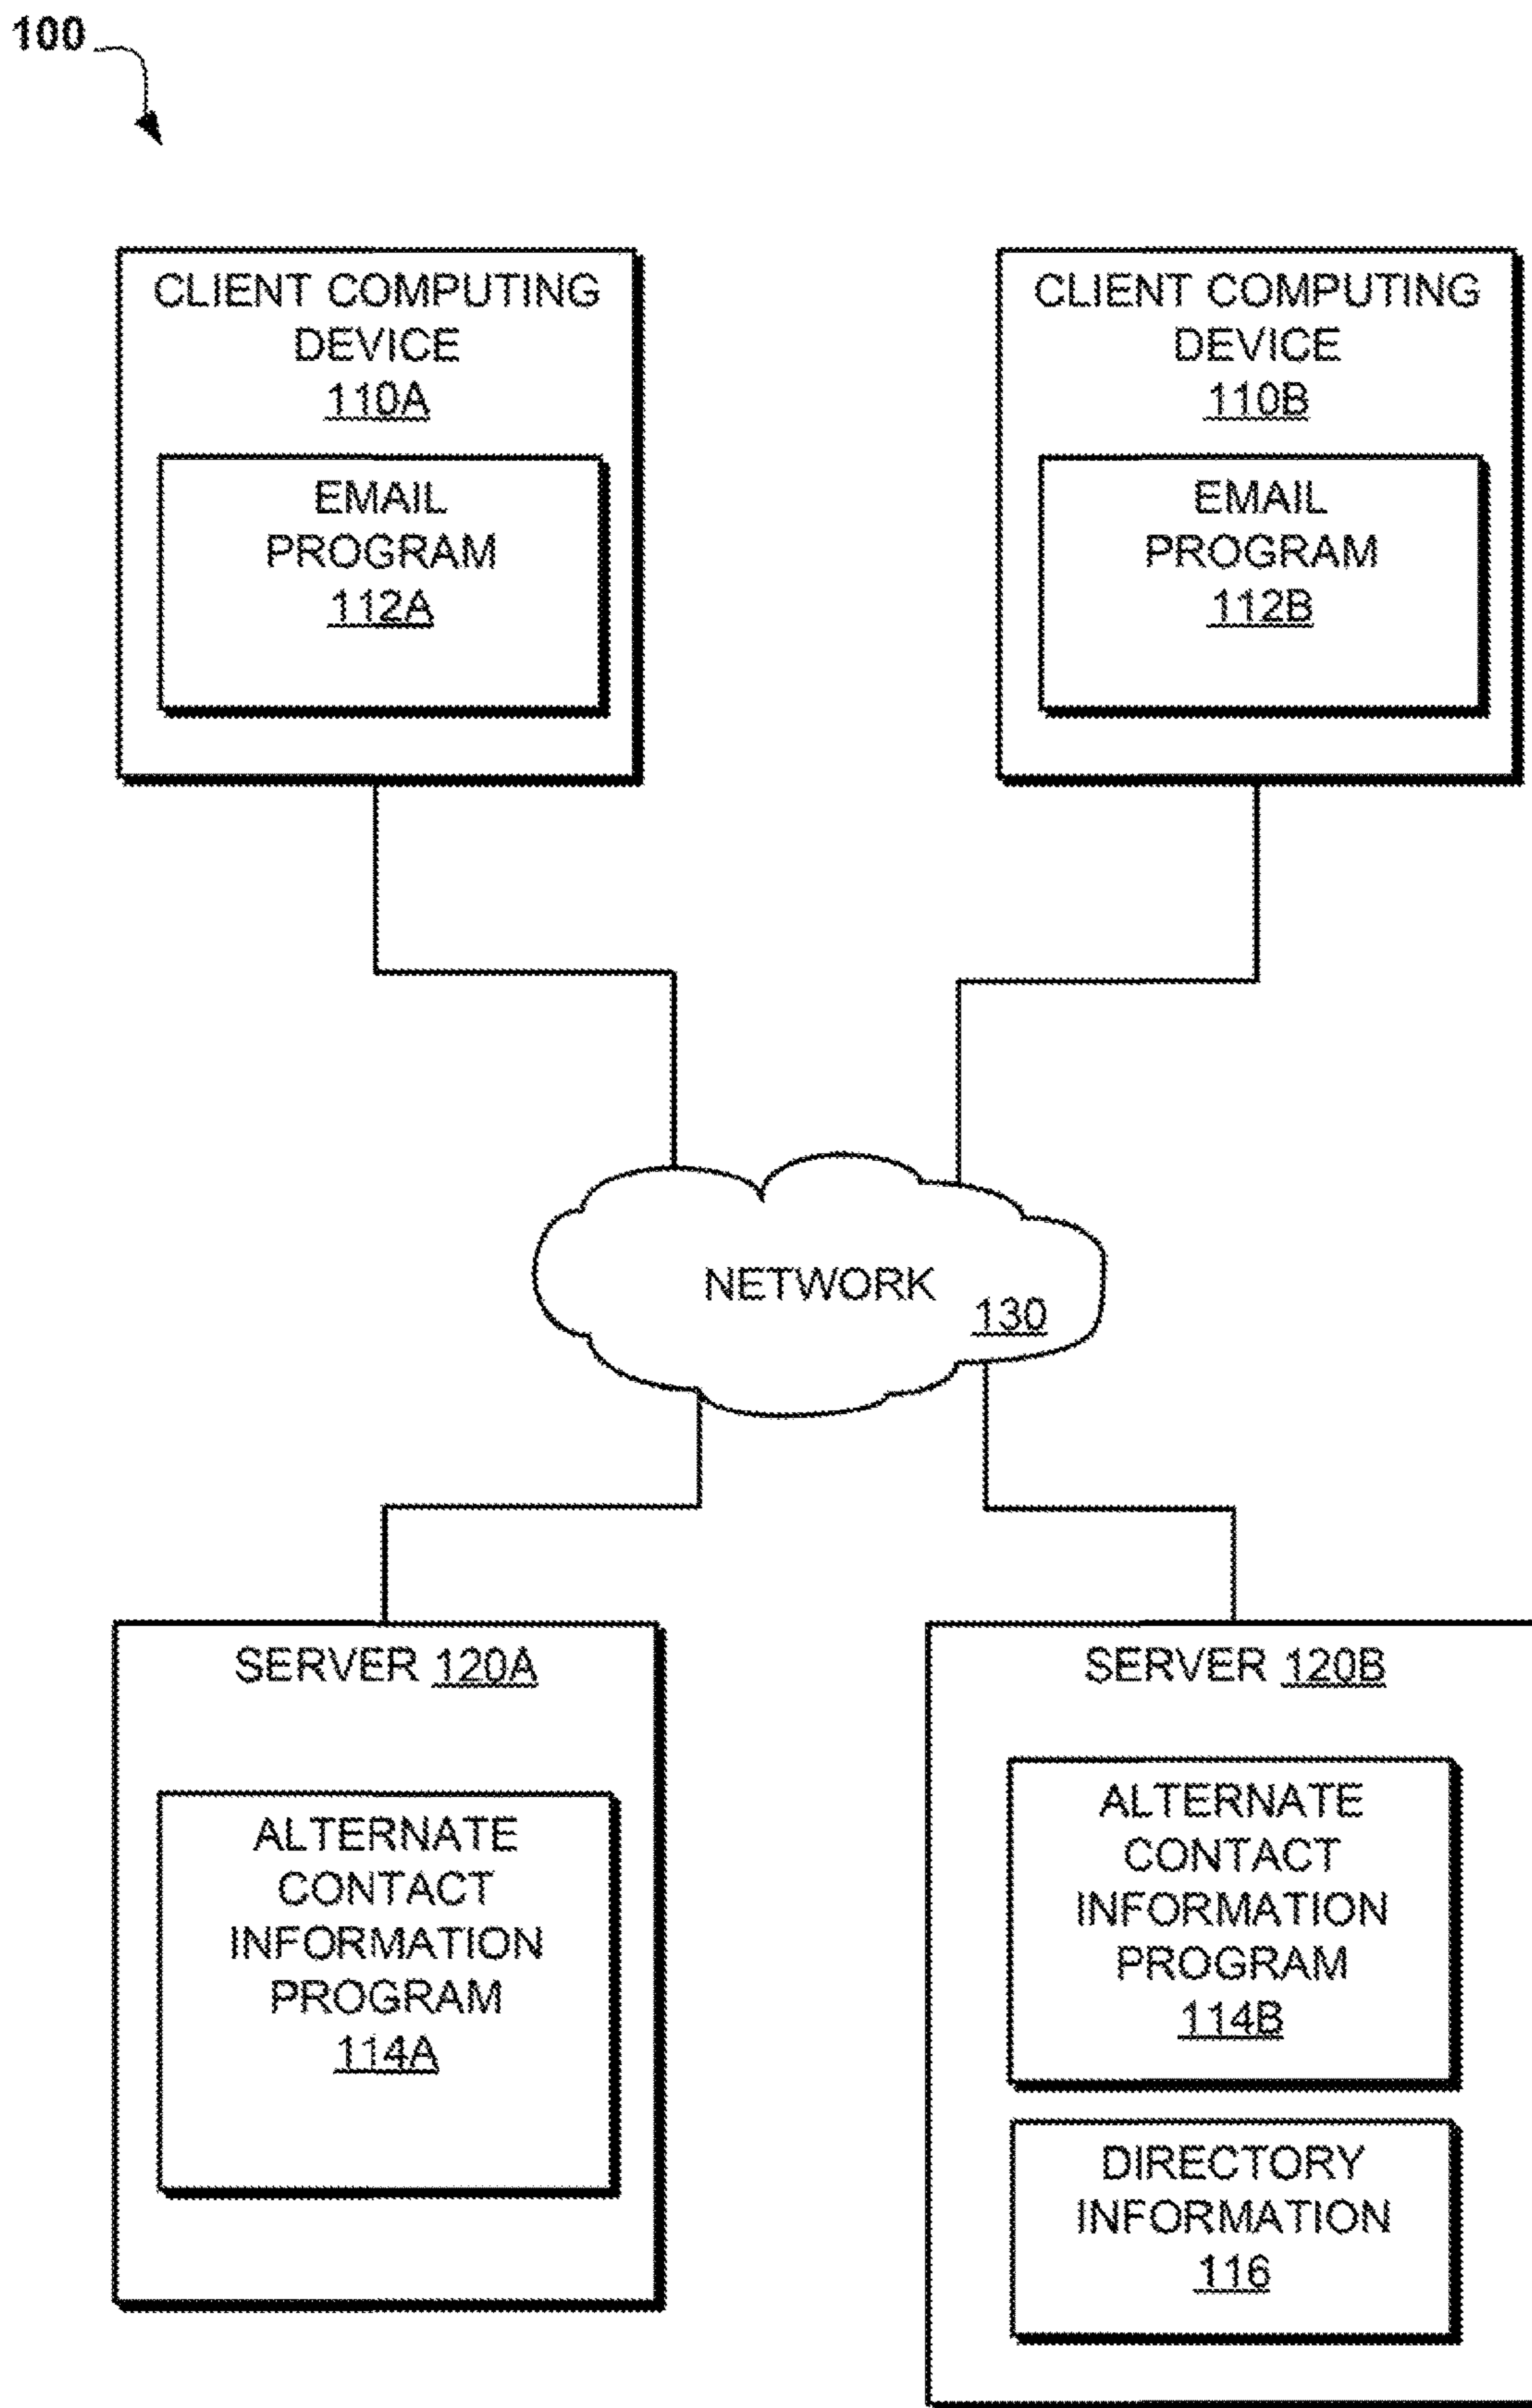 100
CLIENT COMPUTING
DEVICE
110A
EMAIL
PROGRAM
112A
CLIENT COMPUTING
DEVICE
110B
EMAIL
PROGRAM
112B
NETWORK
130
SERVER 120A
ALTERNATE
CONTACT
INFORMATION
PROGRAM
114A
SERVER 120B
ALTERNATE
CONTACT
INFORMATION
PROGRAM
114B
DIRECTORY
INFORMATION
116